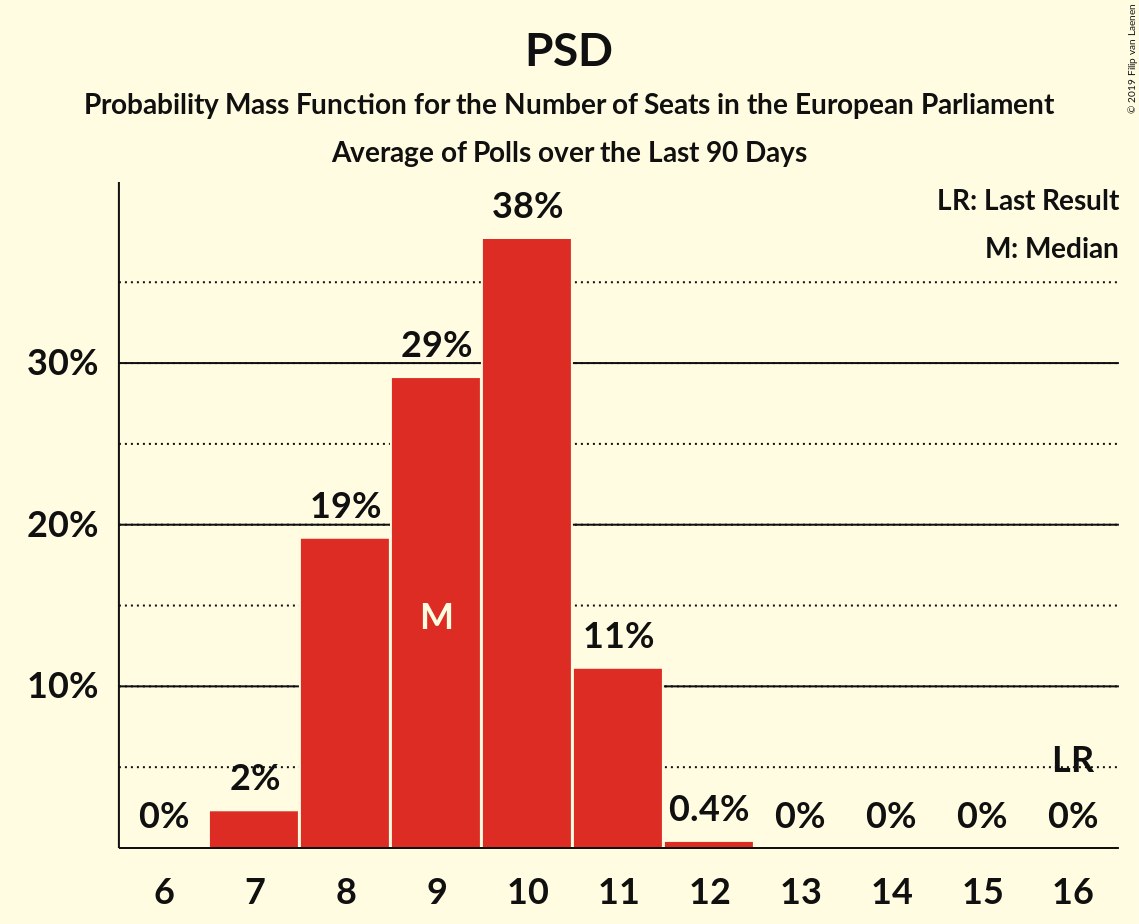 PSD
Probability Mass Function for the Number of Seats in the European Parliament
Average of Polls over the Last 90 Days
© 2019 Filip van Laenen
LR: Last Result
M: Median
38%
30%
29%
20%
19%
M
11%
10%
2%
LR
0%
0.4%
0%
0%
0%
0%
6 7 8 9 10 11 12 13 14 15 16